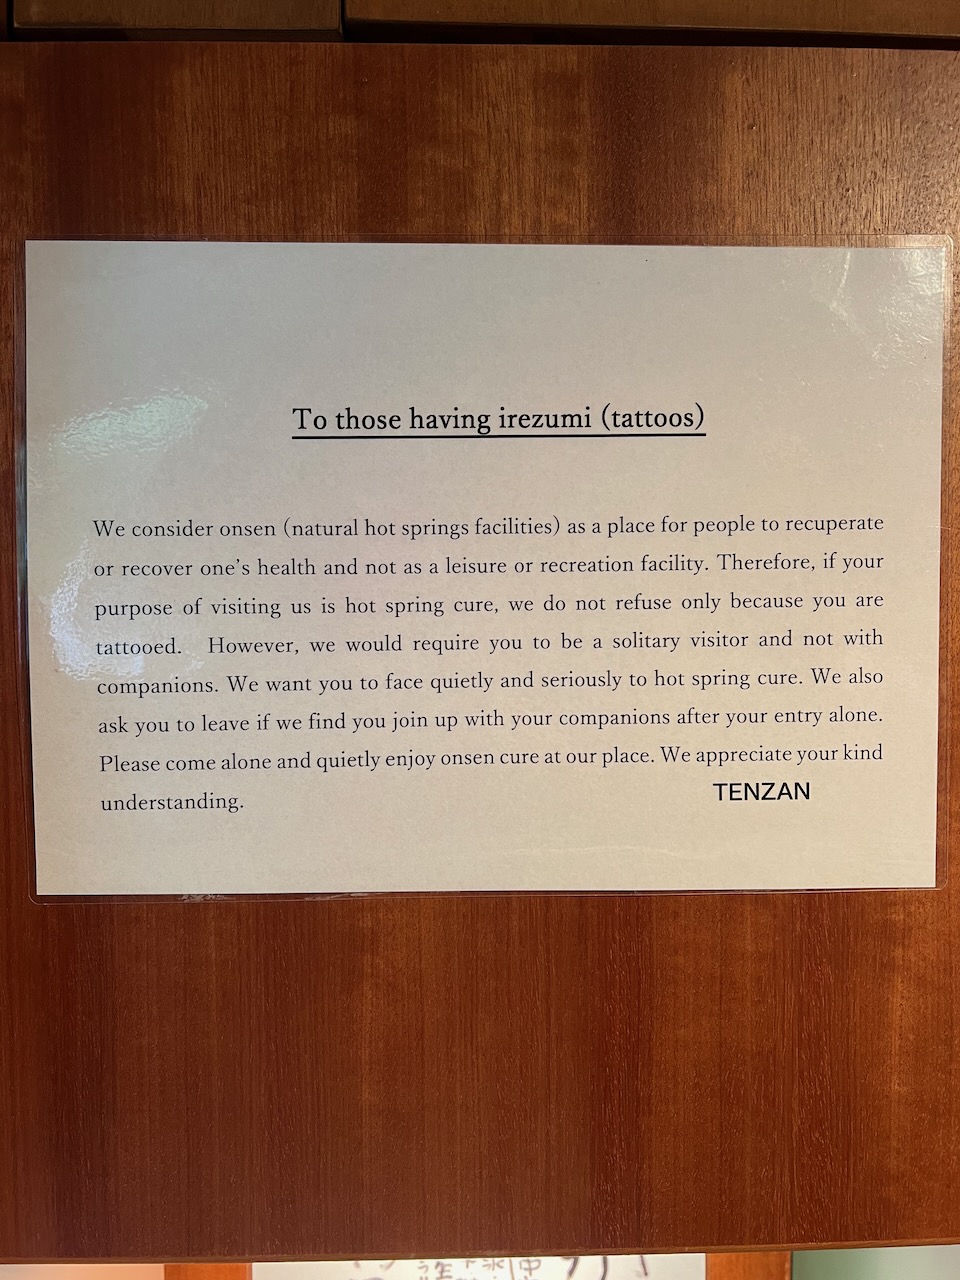 To those having irezumi (tattoos)
We consider onsen (natural hot springs facilities) as a place for people to recuperate
or recover one's health and not as a leisure or recreation facility. Therefore, if your
purpose of visiting us is hot spring cure, we do not refuse only because you are
tattooed. However, we would require you to be a solitary visitor and not with
companions. We want you to face quietly and seriously to hot spring cure. We also
ask you to leave if we find you join up with your companions after your entry alone.
Please come alone and quietly enjoy onsen cure at our place. We appreciate your kind
understanding.
TENZAN